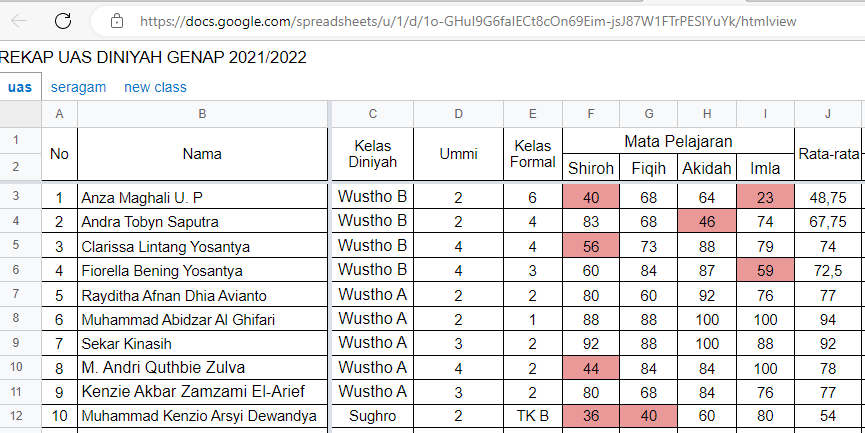 https://docs.google.com/spreadsheets/u/1/d/1o-GHuI9G6faIECt8cOn69Eim-jsJ87W1FTrPESlYuYk/htmlview
REKAP UAS DINIYAH GENAP 2021/2022
uas seragam new class
A B C D E F G H I J
1 No Nama Kelas Diniyah Ummi Kelas Formal Mata Pelajaran Rata-rata
2 Shiroh Fiqih Akidah Imla
3 1 Anza Maghali U. P Wustho B 2 6 40 68 64 23 48,75
4 2 Andra Tobyn Saputra Wustho B 2 4 83 68 46 74 67,75
5 3 Clarissa Lintang Yosantya Wustho B 4 4 56 73 88 79 74
6 4 Fiorella Bening Yosantya Wustho B 4 3 60 84 87 59 72,5
7 5 Rayditha Afnan Dhia Avianto Wustho A 2 2 80 60 92 76 77
8 6 Muhammad Abidzar Al Ghifari Wustho A 2 1 88 88 100 100 94
9 7 Sekar Kinasih Wustho A 3 2 92 88 100 88 92
10 8 M. Andri Quthbie Zulva Wustho A 4 2 44 84 84 100 78
11 9 Kenzie Akbar Zamzami El-Arief Wustho A 3 2 80 68 84 76 77
12 10 Muhammad Kenzio Arsyi Dewandya Sughro 2 TK B 36 40 60 80 54